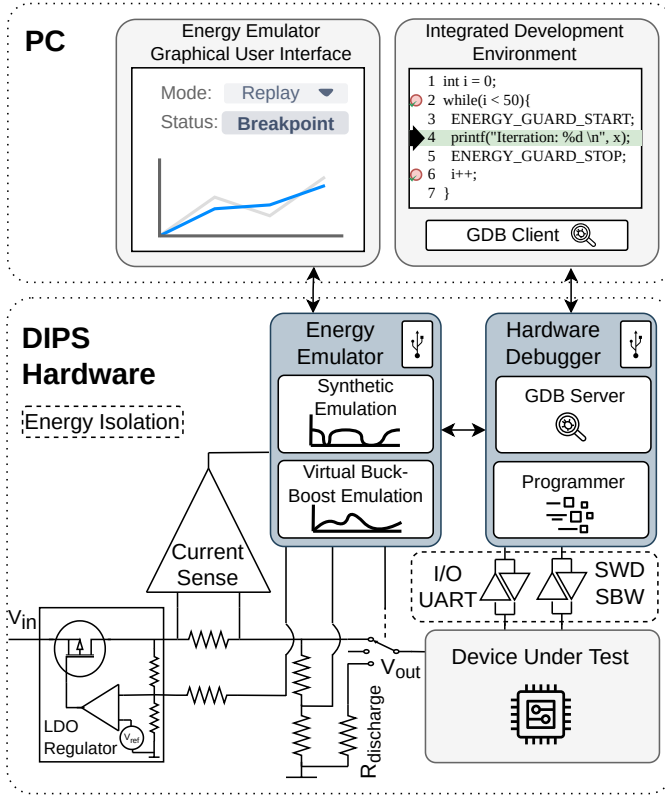 PC
Energy Emulator
Graphical User Interface
Mode: Replay
Status: Breakpoint
Integrated Development
Environment
1 int i = 0;
2 while(i < 50){
3 ENERGY_GUARD_START;
4 printf("Iterration: %d \n", x);
5 ENERGY_GUARD_STOP;
6 i++;
7 }
GDB Client
DIPS
Hardware
Energy Isolation
Energy
Emulator
Synthetic
Emulation
Virtual Buck-
Boost Emulation
Hardware
Debugger
GDB Server
Programmer
Current
Sense
I/O
UART
SWD
SBW
Vin
LDO
Regulator
Vref
Vout
Rdischarge
Device Under Test